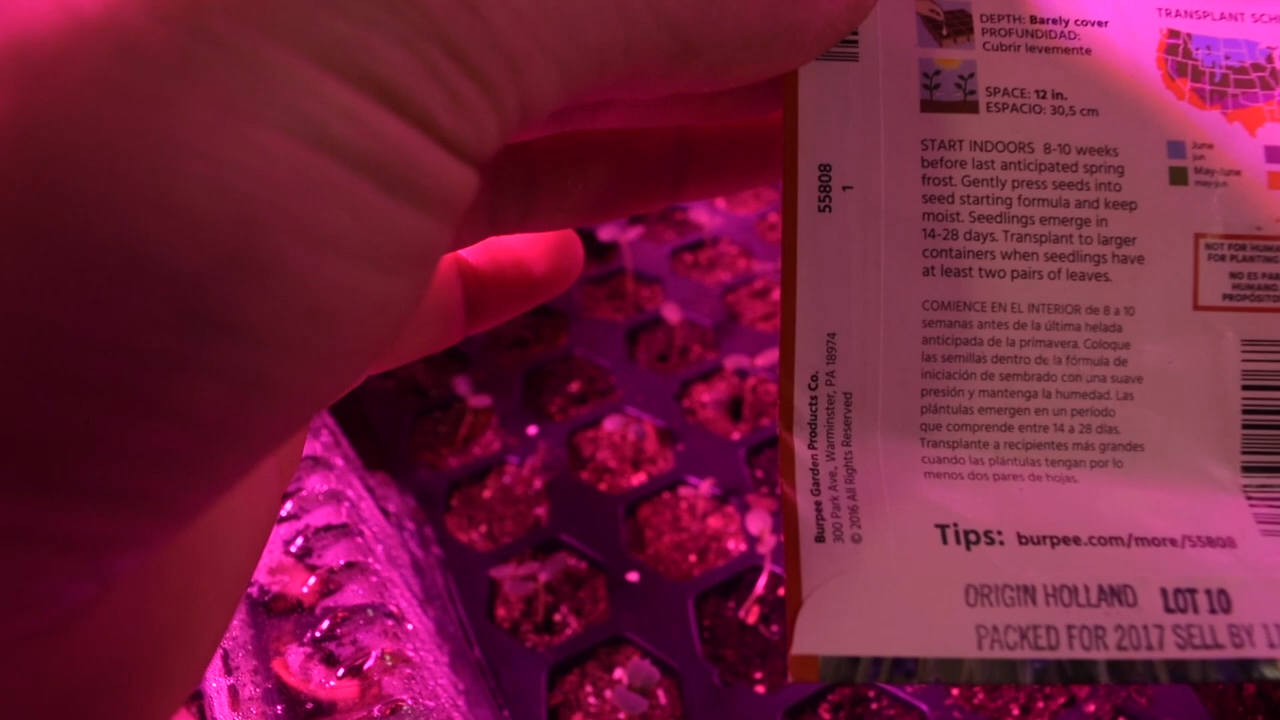 DEPTH: Barely cover
PROFUNDIDAD:
Cubrir levemente
SPACE: 12 in.
ESPACIO: 30,5 cm
START INDOORS 8-10 weeks
before last anticipated spring
frost. Gently press seeds into
seed starting formula and keep
moist. Seedlings emerge in
14-28 days. Transplant to larger
containers when seedlings have
at least two pairs of leaves.
COMIENCE EN EL INTERIOR de 8 a 10
semanas antes de la última helada
anticipada de la primavera. Coloque
las semillas dentro de la fórmula de
iniciación de sembrado con una suave
presión y mantenga la humedad. Las
plántulas emergen en un período
que comprende entre 14 a 28 días.
Transplante a recipientes más grandes
cuando las plántulas tengan por lo
menos dos pares de hojas.
Tips: burpee.com/more/55808
ORIGIN HOLLAND LOT 10
PACKED FOR 2017 SELL BY
TRANSPLANT
June
jun
May-June
may-jun
NOT FOR
FOR PLANTING
NO ES
55808
1
Burpee Garden Products Co.
300 Park Ave., Warminster, PA 18974
© 2016 All Rights Reserved